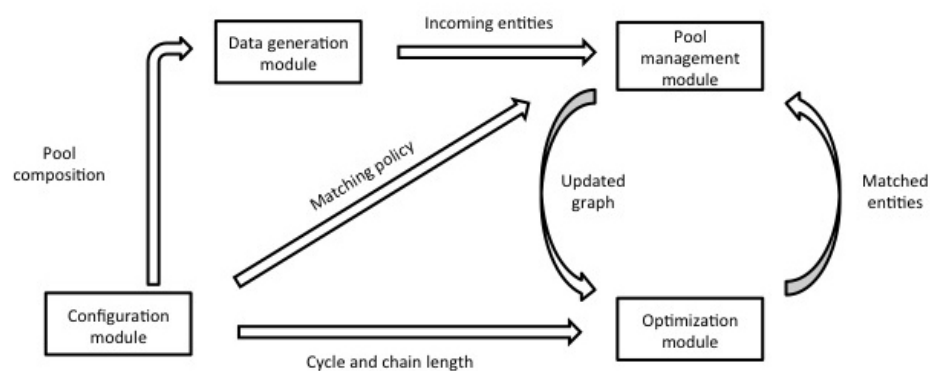 Incoming entities
Data generation
module
Pool
management
module
Pool
composition
Matching policy
Updated
graph
Matched
entities
Configuration
module
Optimization
module
Cycle and chain length